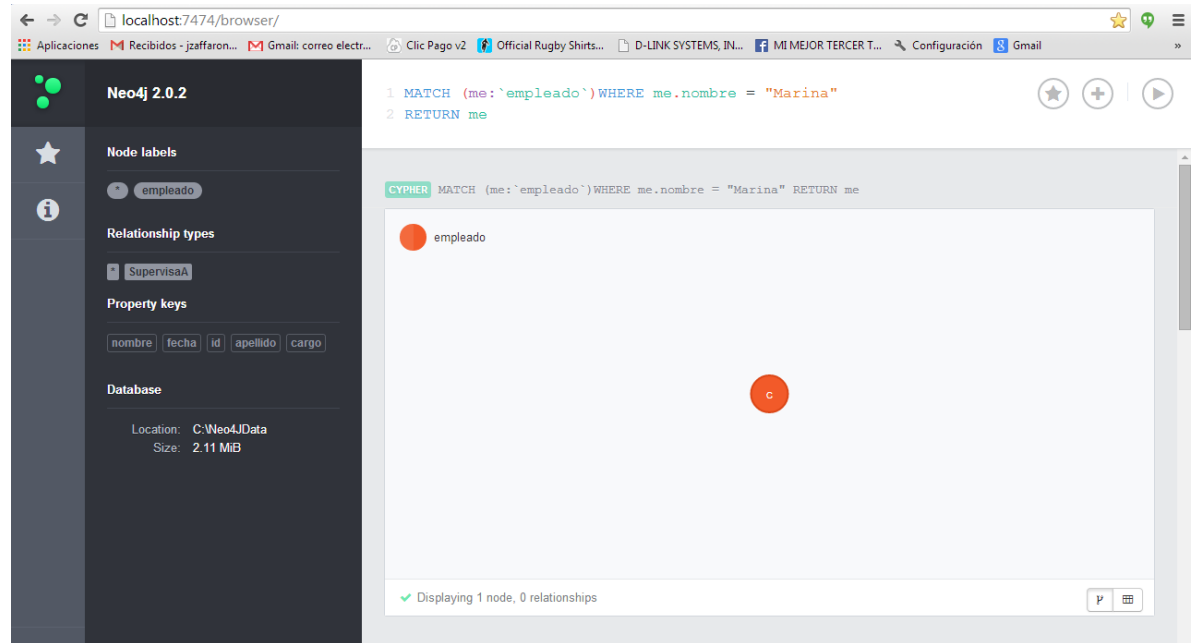 localhost:7474/browser/
Aplicaciones Recibidos - jzaffaron... Gmail: correo electr... Clic Pago v2 Official Rugby Shirts... D-LINK SYSTEMS, IN... MI MEJOR TERCER T... Configuración Gmail »
Neo4j 2.0.2
Node labels
* empleado
Relationship types
* SupervisaA
Property keys
nombre fecha id apellido cargo
Database
Location: C:\Neo4JData
Size: 2.11 MiB
1 MATCH (me:`empleado`)WHERE me.nombre = "Marina"
2 RETURN me
CYPHER MATCH (me:`empleado`)WHERE me.nombre = "Marina" RETURN me
empleado
C
Displaying 1 node, 0 relationships